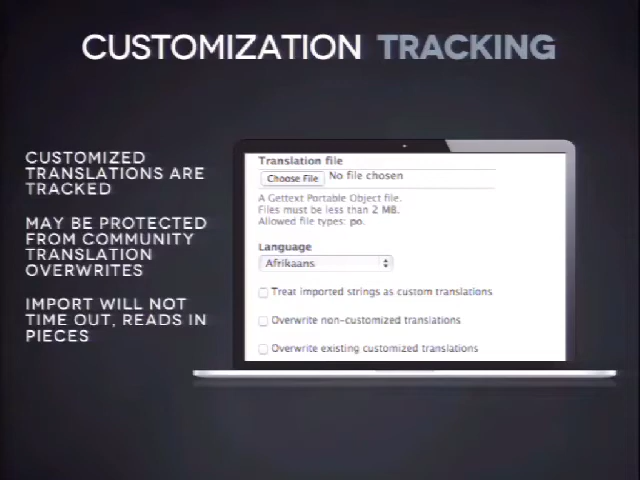 CUSTOMIZATION TRACKING
CUSTOMIZED
TRANSLATIONS ARE
TRACKED
MAY BE PROTECTED
FROM COMMUNITY
TRANSLATION
OVERWRITES
IMPORT WILL NOT
TIME OUT, READS IN
PIECES
Translation file
Choose File No file chosen
A Gettext Portable Object file.
Files must be less than 2 MB.
Allowed file types: po.
Language
Afrikaans
Treat imported strings as custom translations
Overwrite non-customized translations
Overwrite existing customized translations